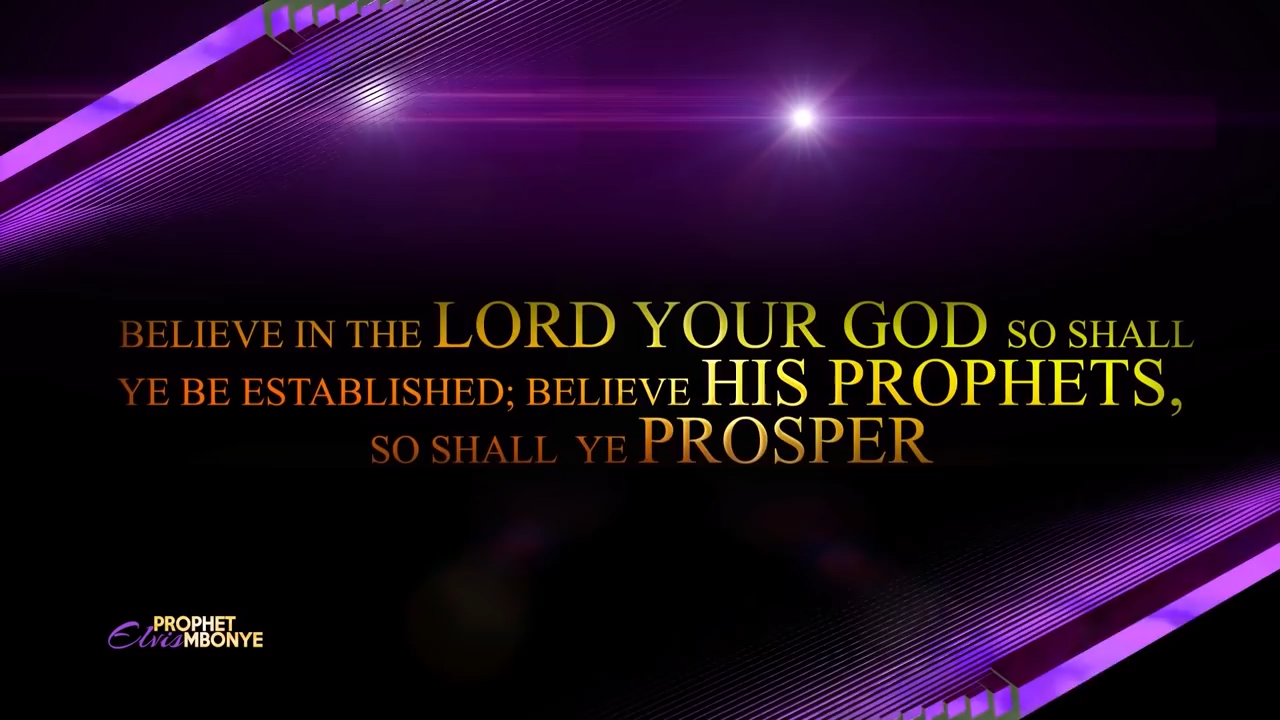 BELIEVE IN THE LORD YOUR GOD SO SHALL
YE BE ESTABLISHED; BELIEVE HIS PROPHETS,
SO SHALL YE PROSPER
PROPHET
Elvis MBONYE